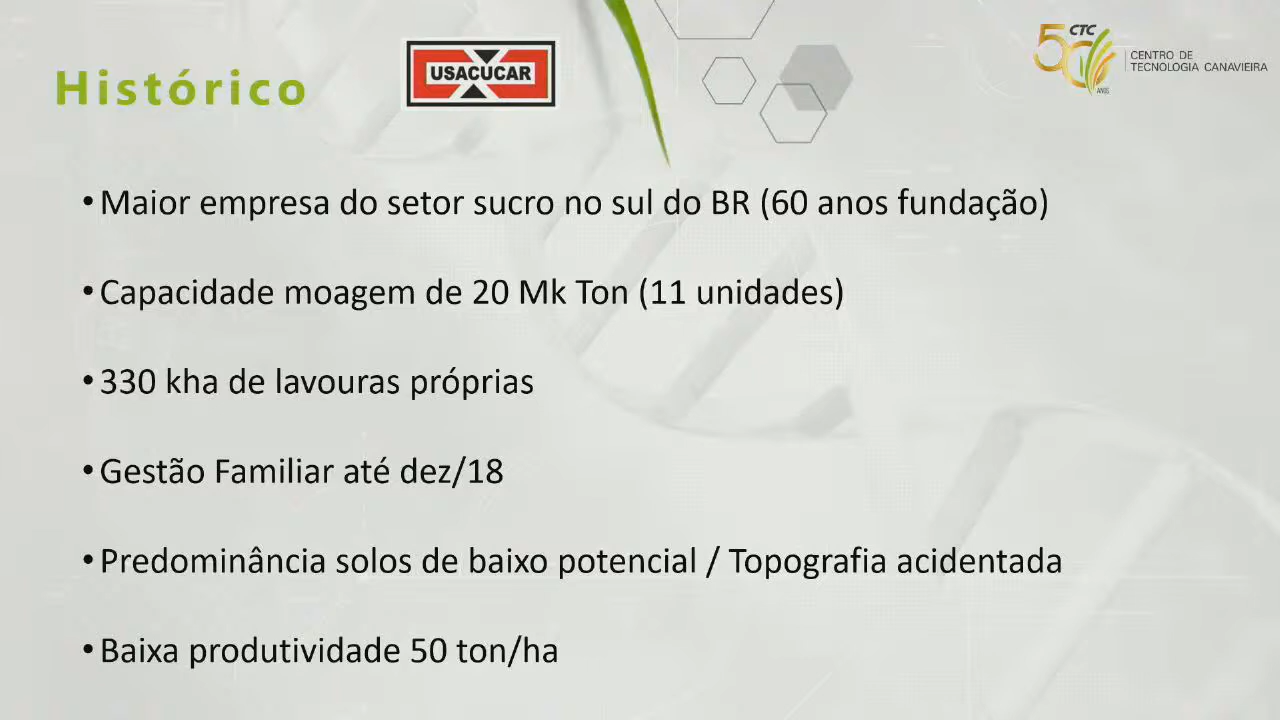 Histórico
USACUCAR
50 CTC
CENTRO DE
TECNOLOGIA CANAVIEIRA
ANOS
• Maior empresa do setor sucro no sul do BR (60 anos fundação)
• Capacidade moagem de 20 Mk Ton (11 unidades)
• 330 kha de lavouras próprias
• Gestão Familiar até dez/18
• Predominância solos de baixo potencial / Topografia acidentada
• Baixa produtividade 50 ton/ha